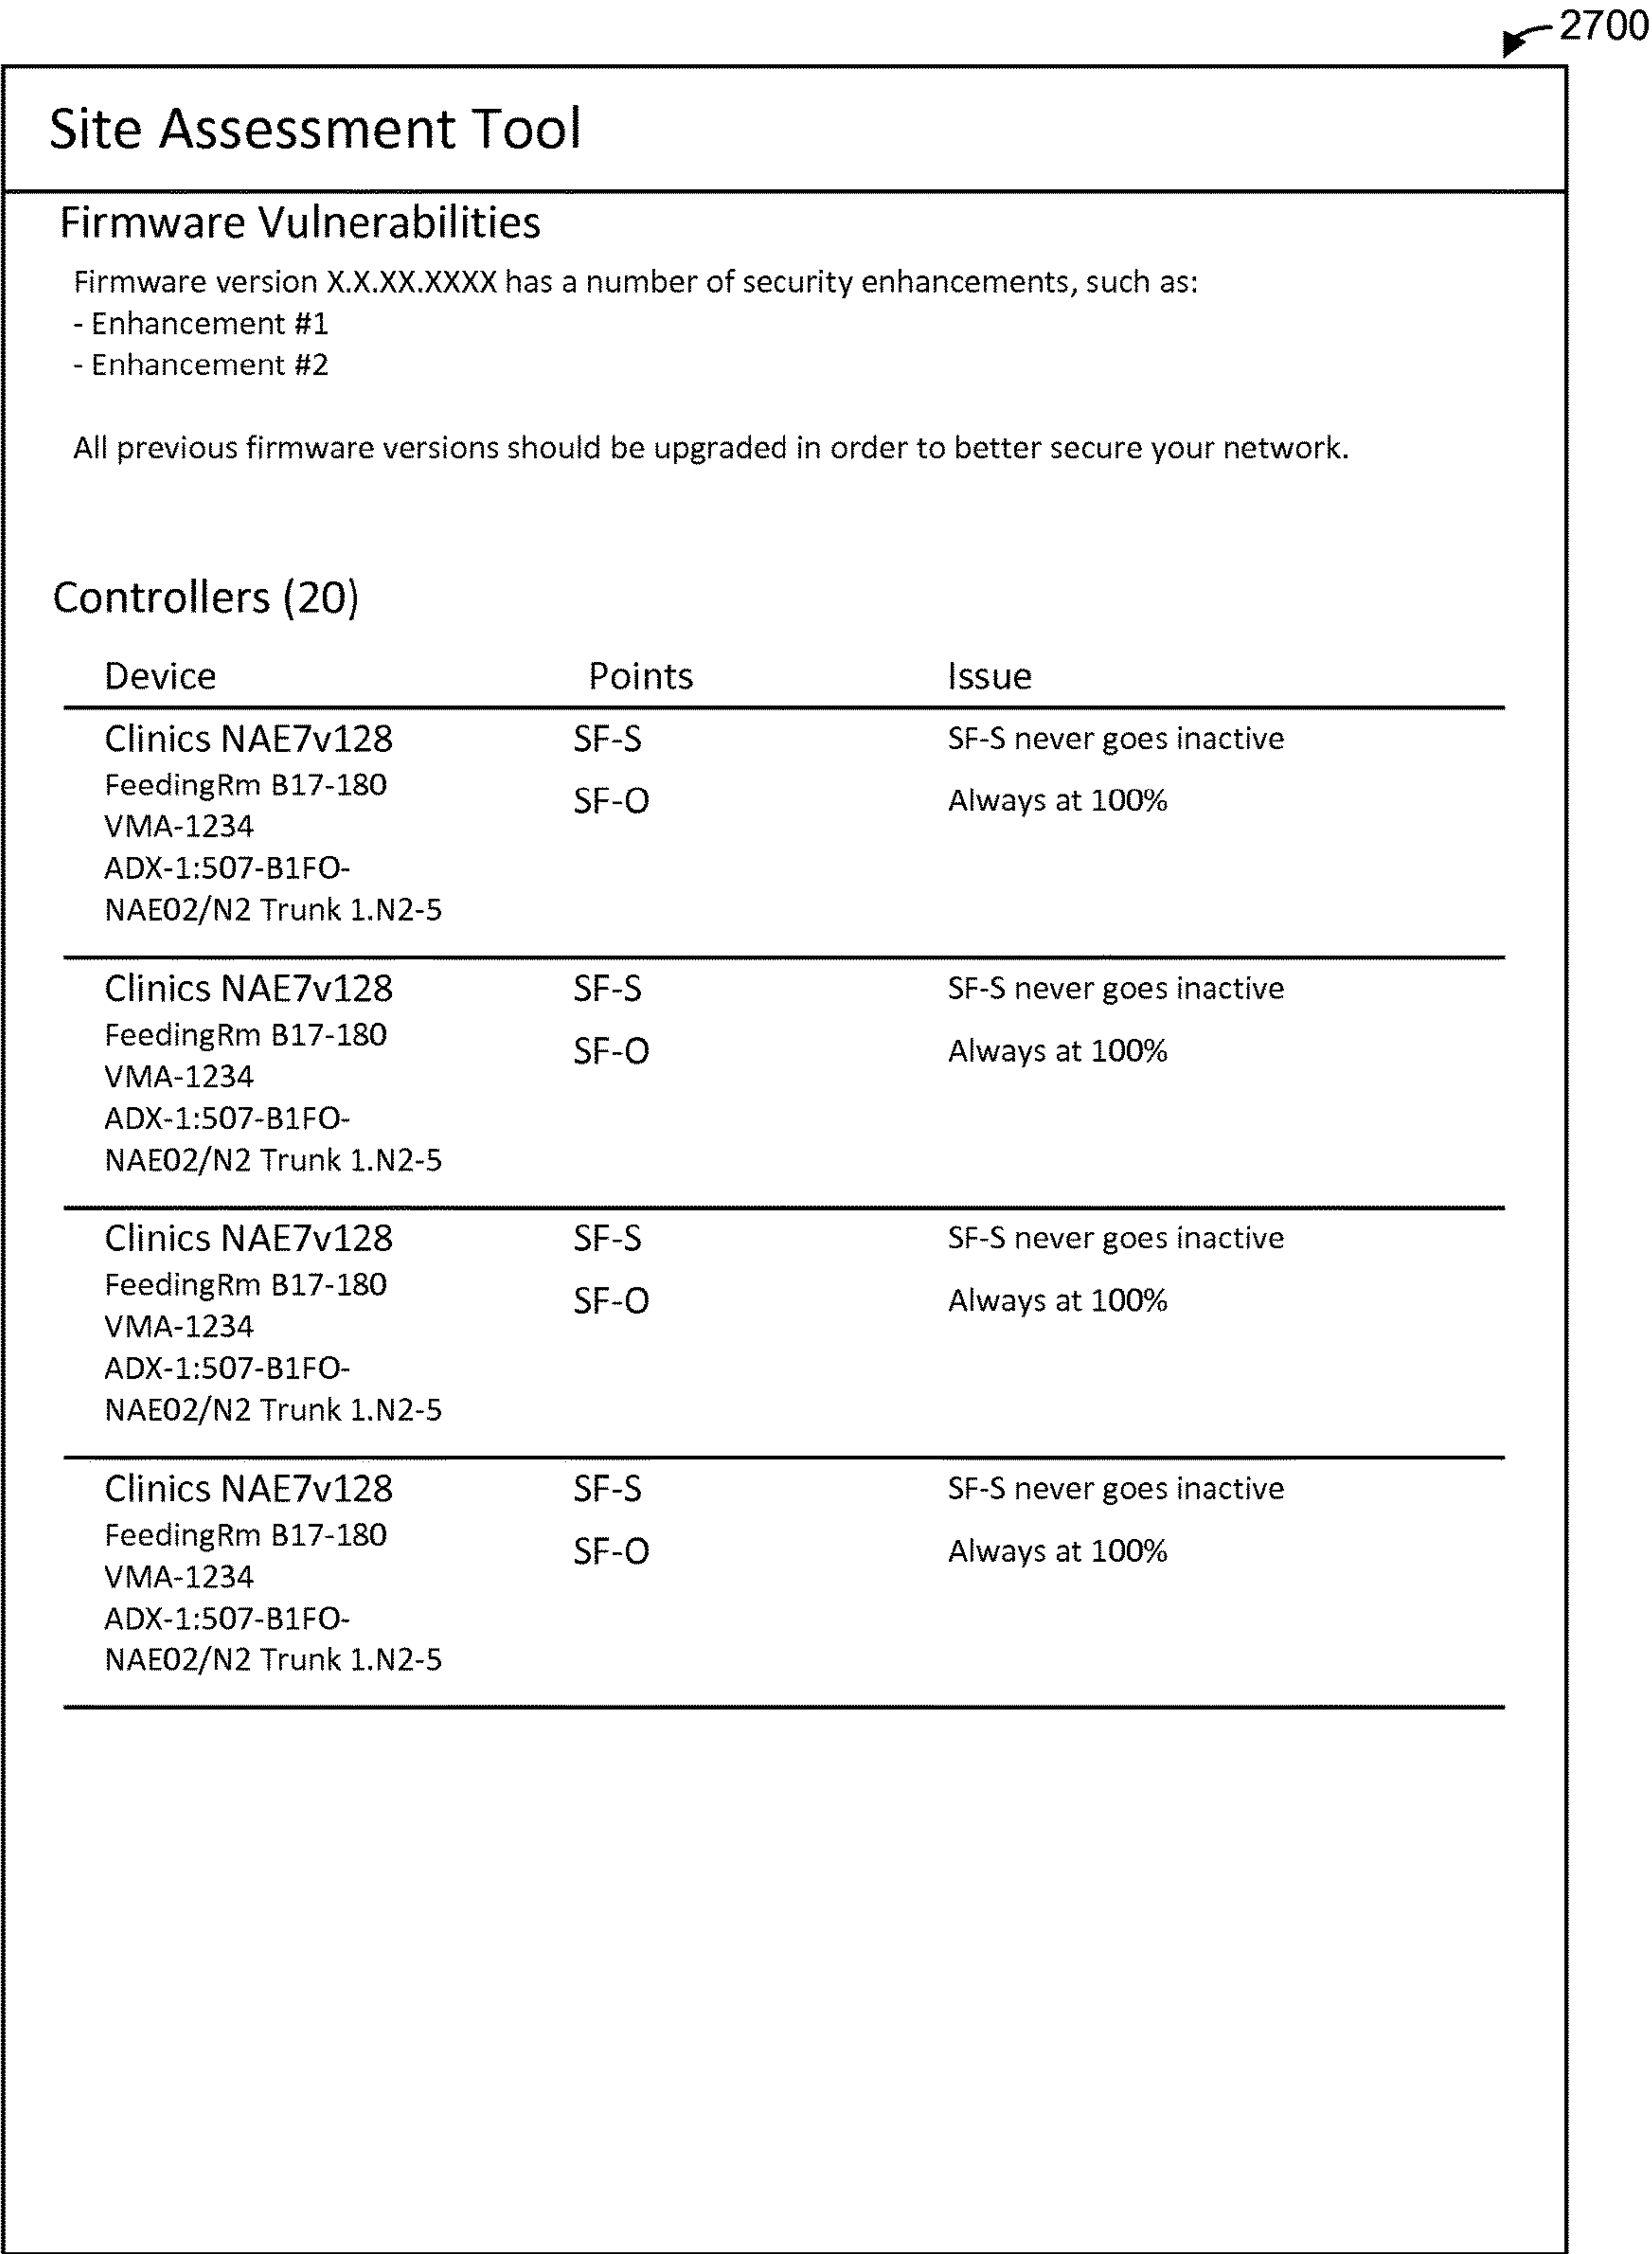 2700
Site Assessment Tool
Firmware Vulnerabilities
Firmware version X.X.XX.XXXX has a number of security enhancements, such as:
- Enhancement #1
- Enhancement #2
All previous firmware versions should be upgraded in order to better secure your network.
Controllers (20)
Device Points Issue
Clinics NAE7v128 SF-S SF-S never goes inactive
FeedingRm B17-180 SF-O Always at 100%
VMA-1234
ADX-1:507-B1FO-
NAE02/N2 Trunk 1.N2-5
Clinics NAE7v128 SF-S SF-S never goes inactive
FeedingRm B17-180 SF-O Always at 100%
VMA-1234
ADX-1:507-B1FO-
NAE02/N2 Trunk 1.N2-5
Clinics NAE7v128 SF-S SF-S never goes inactive
FeedingRm B17-180 SF-O Always at 100%
VMA-1234
ADX-1:507-B1FO-
NAE02/N2 Trunk 1.N2-5
Clinics NAE7v128 SF-S SF-S never goes inactive
FeedingRm B17-180 SF-O Always at 100%
VMA-1234
ADX-1:507-B1FO-
NAE02/N2 Trunk 1.N2-5